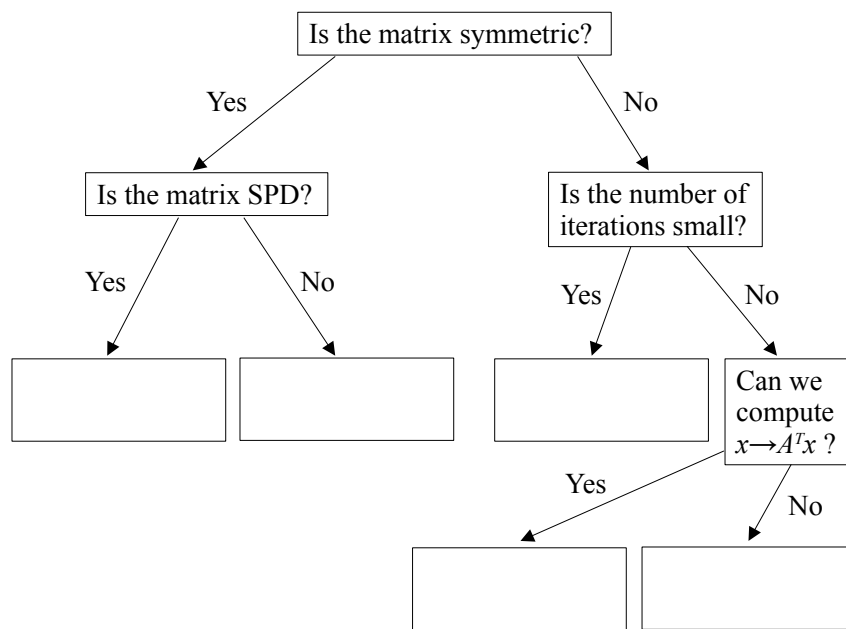 Is the matrix symmetric?
Yes
No
Is the matrix SPD?
Is the number of
iterations small?
Yes
No
Yes
No
Can we
compute
x→Aᵀx ?
Yes
No